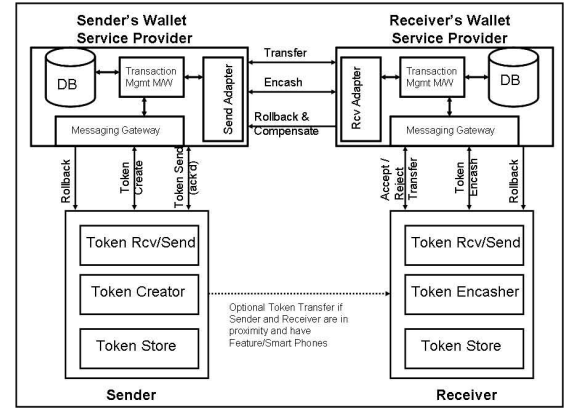 Sender's Wallet
Service Provider
Receiver's Wallet
Service Provider
DB
Transaction
Mgmt M/W
Send Adapter
Messaging Gateway
Transfer
Encash
Rollback &
Compensate
Rcv Adapter
Transaction
Mgmt M/W
DB
Messaging Gateway
Rollback
Token
Create
Token Send
(ack'd)
Accept /
Reject
Transfer
Token
Encash
Rollback
Token Rcv/Send
Token Creator
Token Store
Sender
Optional Token Transfer if
Sender and Receiver are in
proximity and have
Feature/Smart Phones
Token Rcv/Send
Token Encasher
Token Store
Receiver